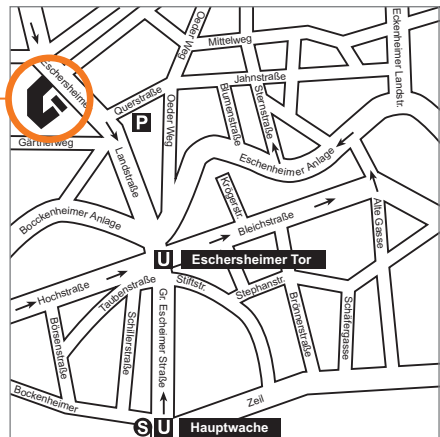 Oeder Weg
Mittelweg
Eckenheimer Landstr.
Eschersheimer
Jahnstraße
Querstraße
Blumenstraße
Sternstraße
P
Oeder Weg
Gärtnerweg
Landstraße
Eschenheimer Anlage
Krögerstr.
Bockenheimer Anlage
Bleichstraße
Alte Gasse
U Eschersheimer Tor
Hochstraße
Taubenstraße
Stiftstr.
Stephanstr.
Börsenstraße
Schillerstraße
Gr. Escheimer Straße
Brönnerstraße
Schäfergasse
Bockenheimer
Zeil
S U Hauptwache